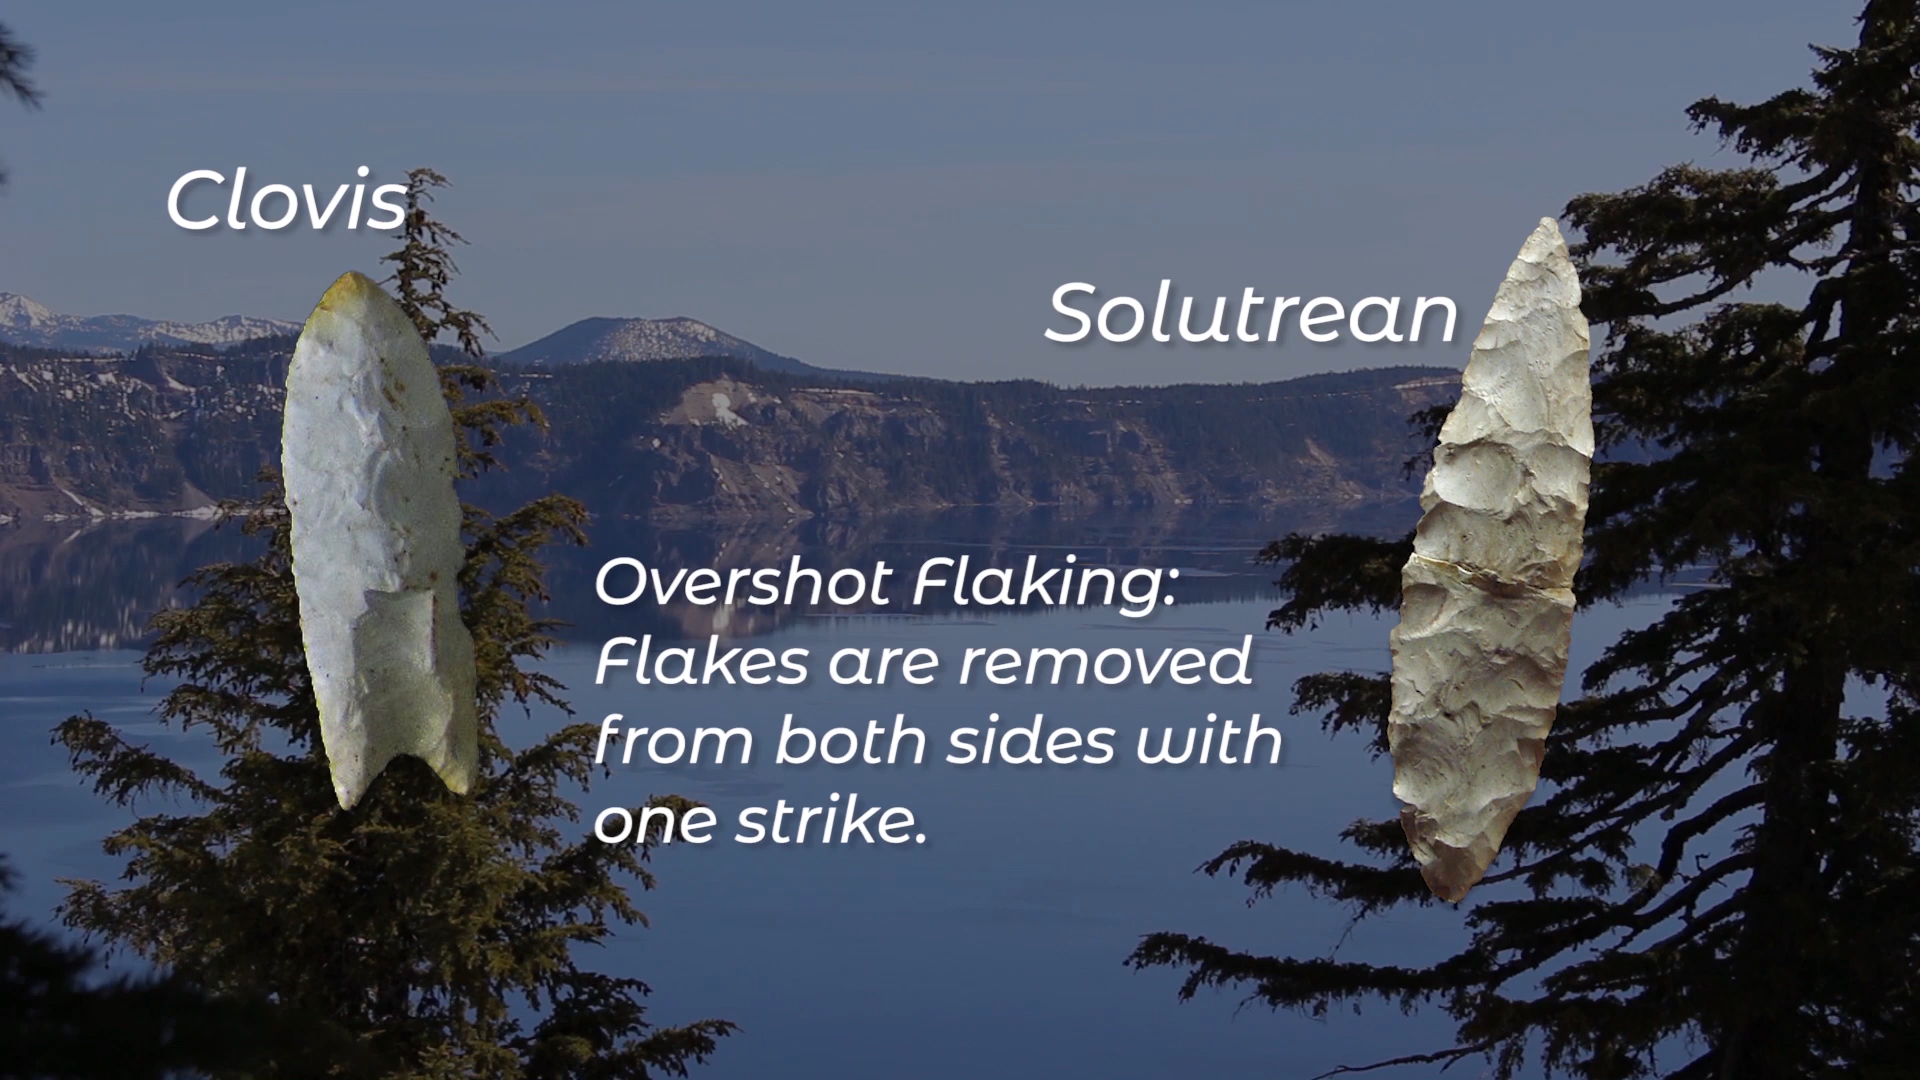 Clovis
Solutrean
Overshot Flaking:
Flakes are removed
from both sides with
one strike.